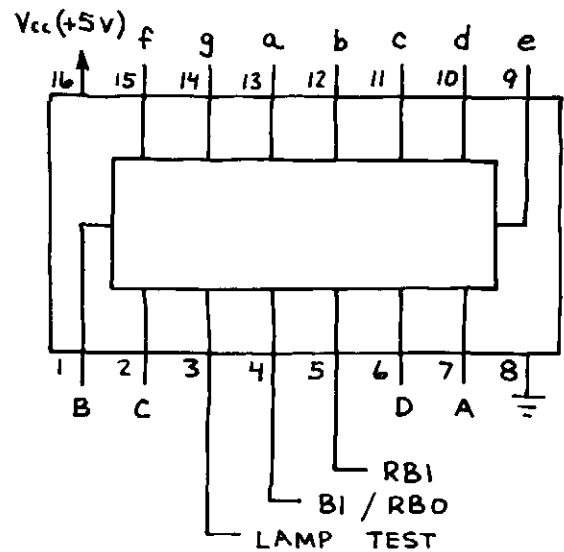 Vcc (+5V) f g a b c d e
16 15 14 13 12 11 10 9
1 2 3 4 5 6 7 8
B C D A
RBI
BI / RBO
LAMP TEST